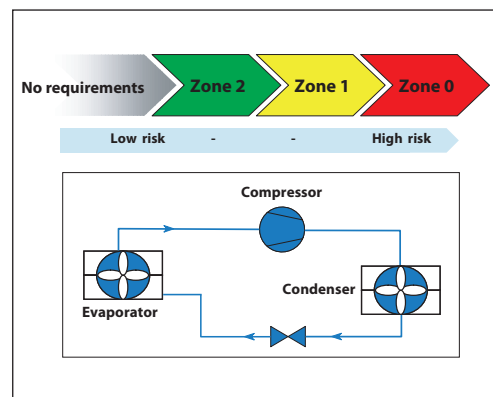 No requirements Zone 2 Zone 1 Zone 0
Low risk - - High risk
Compressor
Condenser
Evaporator